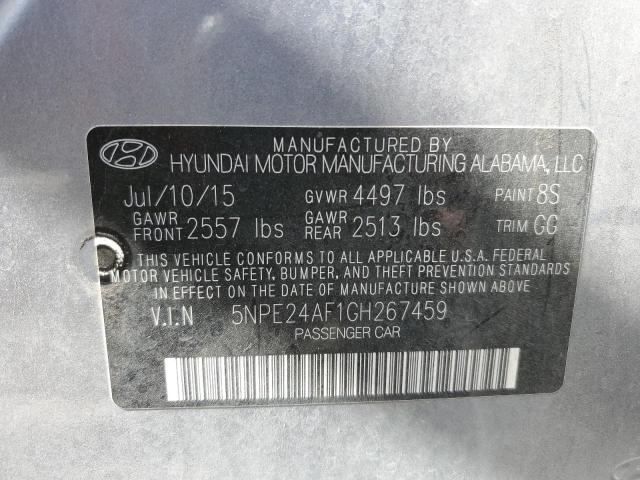 MANUFACTURED BY
HYUNDAI MOTOR MANUFACTURING ALABAMA, LLC
Jul/10/15 GVWR 4497 lbs PAINT 8S
GAWR FRONT 2557 lbs GAWR REAR 2513 lbs TRIM GG
THIS VEHICLE CONFORMS TO ALL APPLICABLE U.S.A. FEDERAL
MOTOR VEHICLE SAFETY, BUMPER, AND THEFT PREVENTION STANDARDS
IN EFFECT ON THE DATE OF MANUFACTURE SHOWN ABOVE.
V.I.N 5NPE24AF1GH267459
PASSENGER CAR